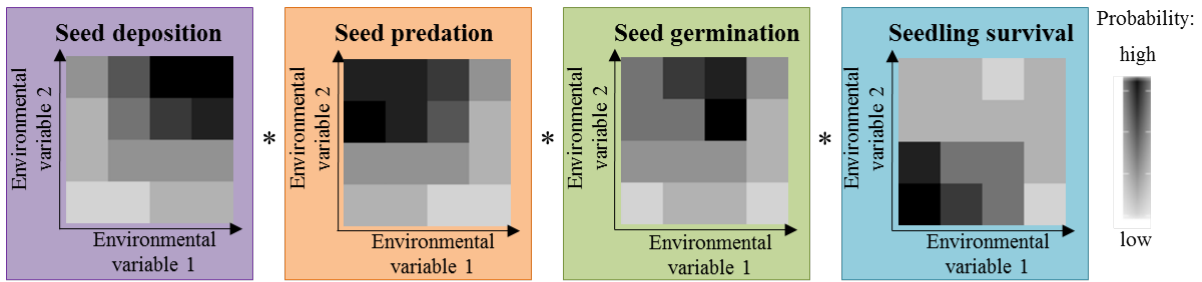 Seed deposition
Environmental
variable 2
Environmental
variable 1
*
Seed predation
Environmental
variable 2
Environmental
variable 1
*
Seed germination
Environmental
variable 2
Environmental
variable 1
*
Seedling survival
Environmental
variable 2
Environmental
variable 1
Probability:
high
low